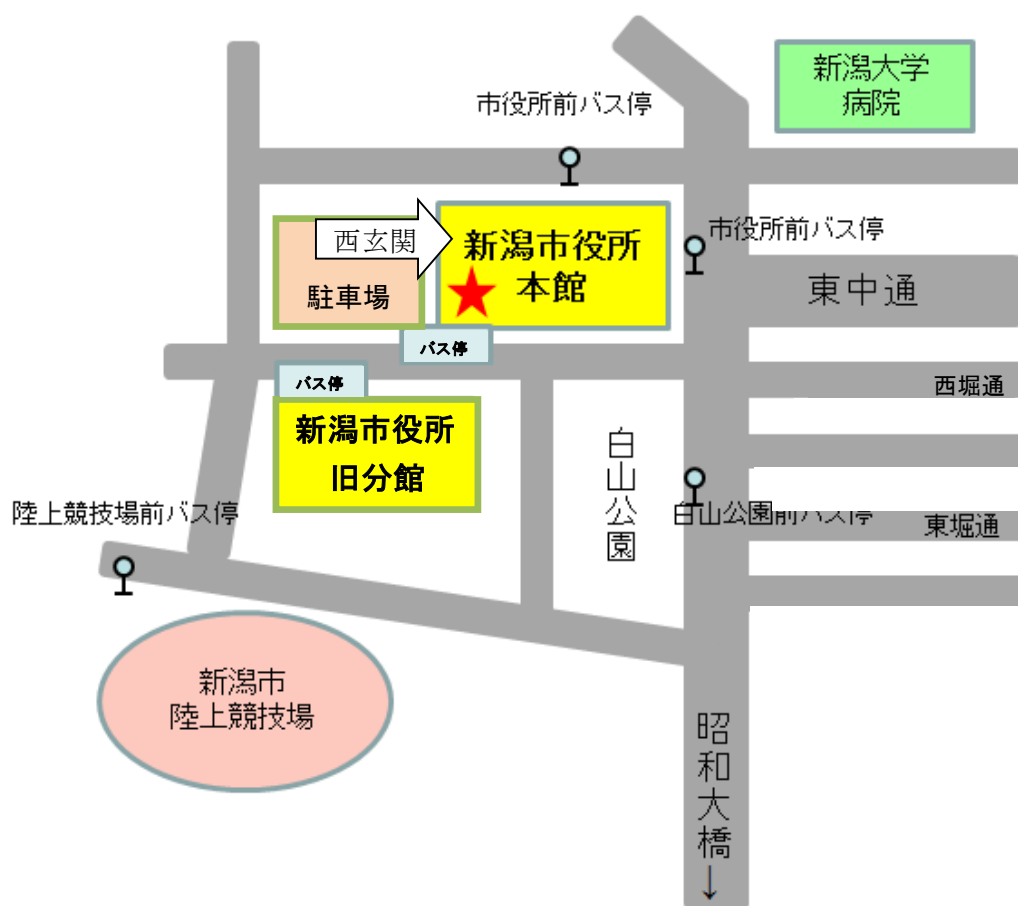 新潟大学
病院
市役所前バス停
西玄関
新潟市役所
本館
市役所前バス停
駐車場
東中通
バス停
バス停
西堀通
新潟市役所
旧分館
白山公園
陸上競技場前バス停
白山公園前バス停
東堀通
新潟市
陸上競技場
昭和大橋
↓